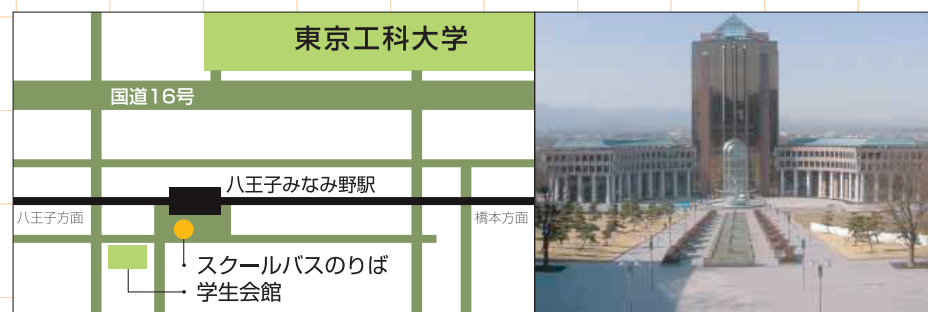 東京工科大学
国道16号
八王子みなみ野駅
八王子方面
橋本方面
スクールバスのりば
学生会館